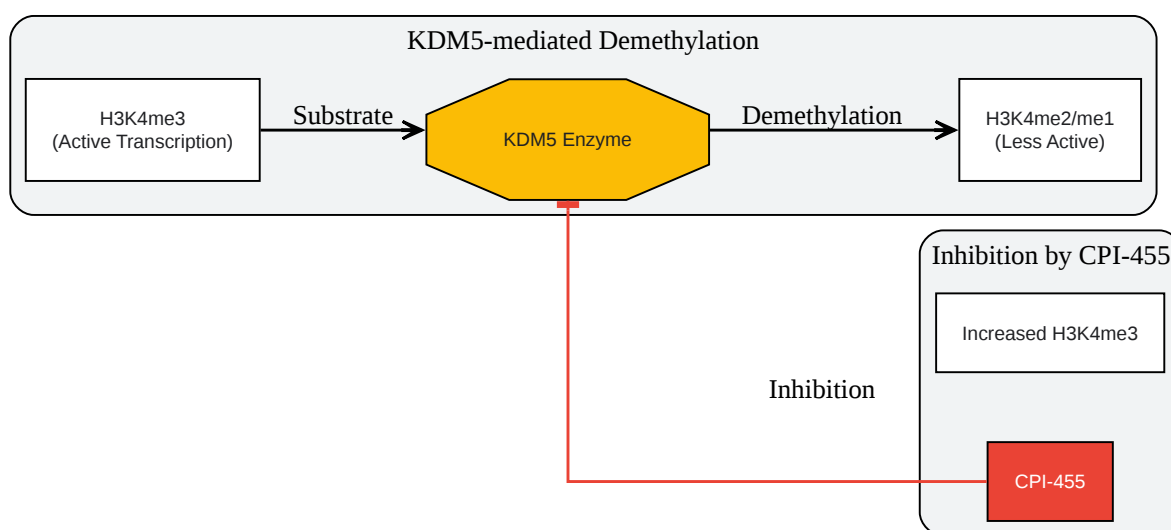 KDM5-mediated Demethylation
H3K4me3
(Active Transcription)
Substrate
KDM5 Enzyme
Demethylation
H3K4me2/me1
(Less Active)
Inhibition by CPI-455
Increased H3K4me3
Inhibition
CPI-455